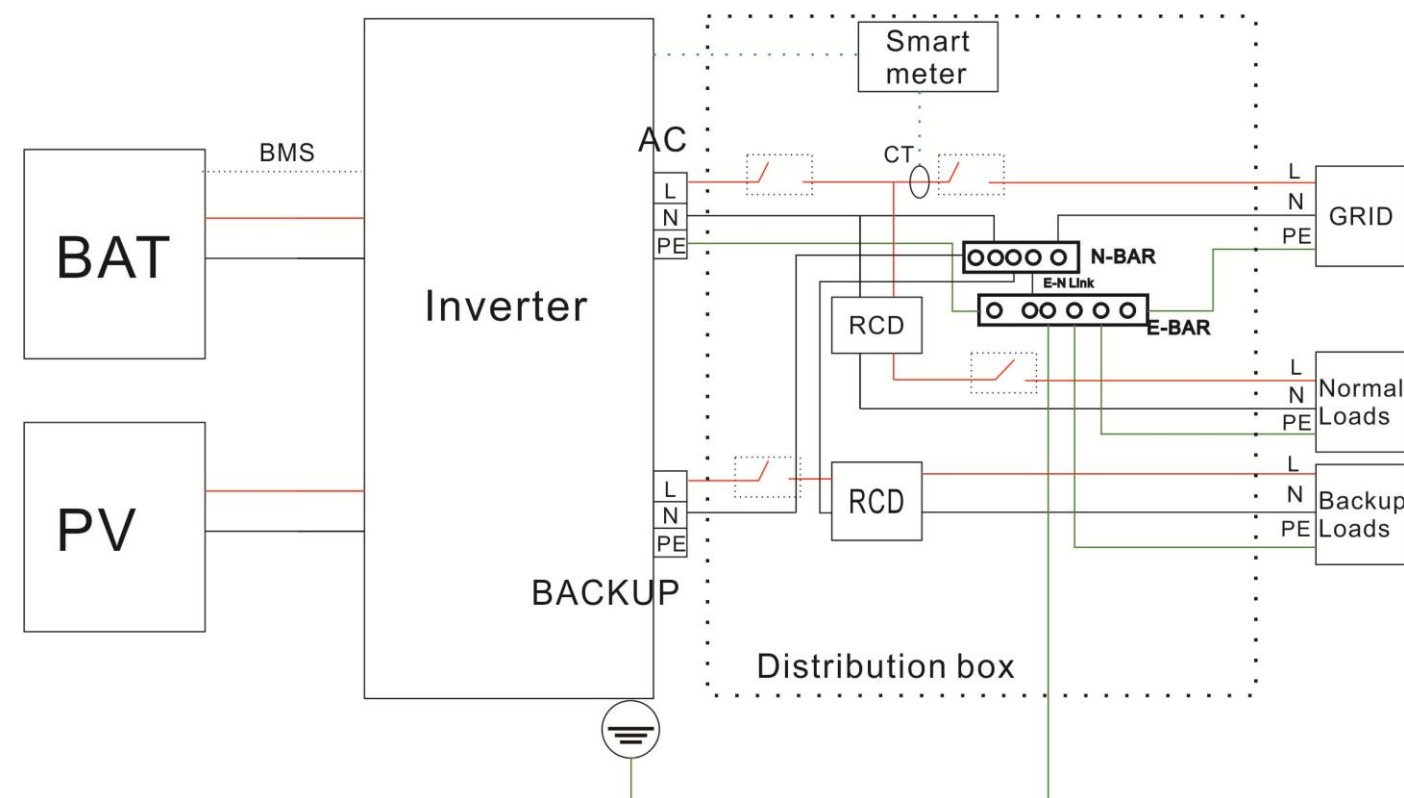 Smart
meter
AC
CT
BMS
L
N
PE
L
N
PE
GRID
BAT
Inverter
N-BAR
E-N Link
E-BAR
RCD
L
N
PE
Normal
Loads
PV
L
N
PE
RCD
L
N
PE
Backup
Loads
BACKUP
Distribution box